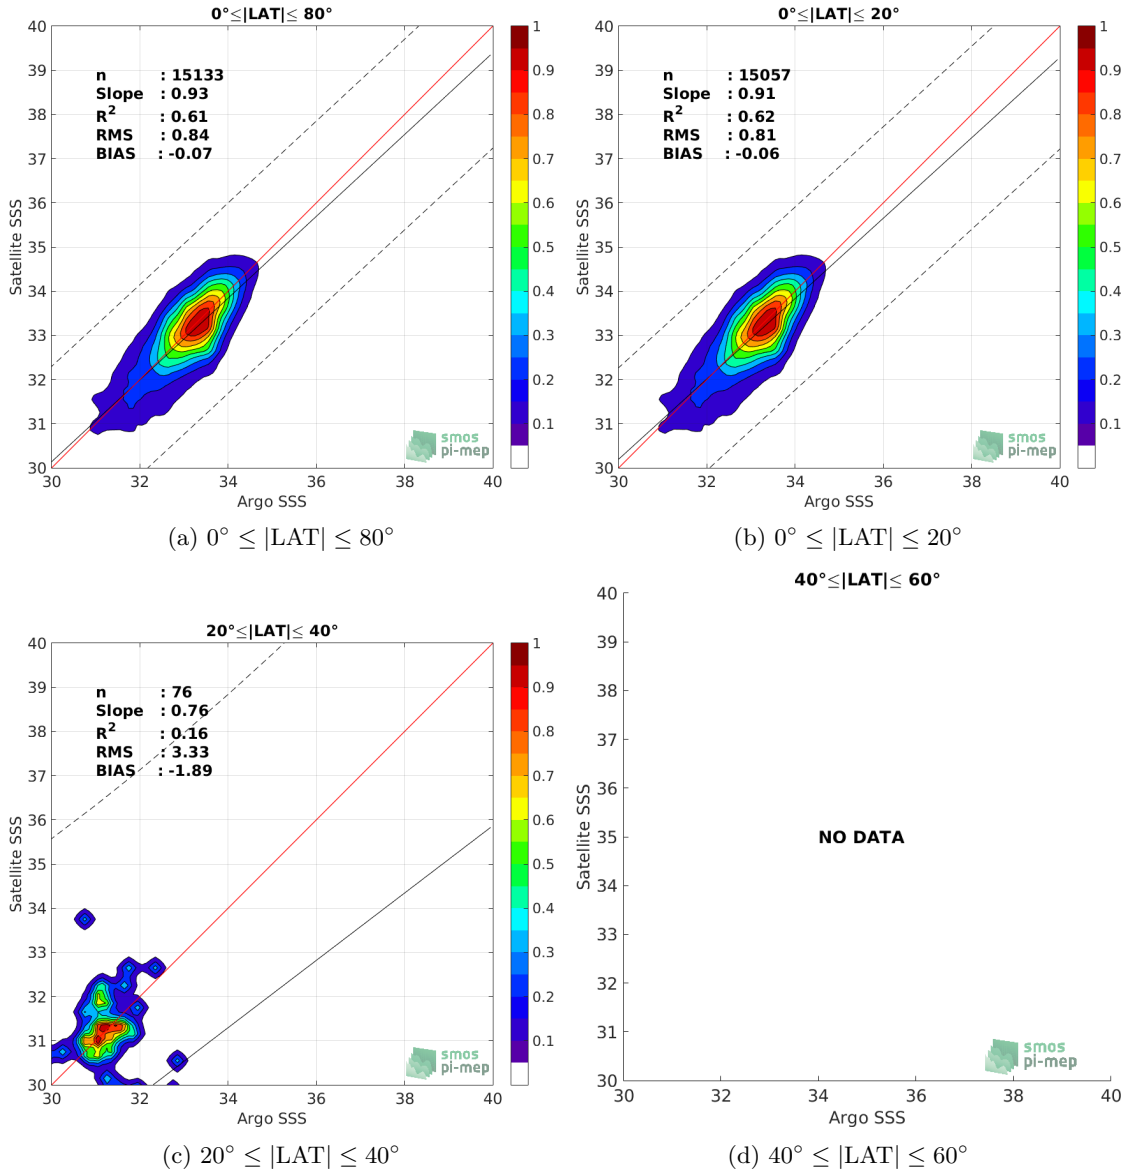 0°≤|LAT|≤ 80°
40
39
38
37
36
35
34
33
32
31
30
30
32
34
36
38
40
Satellite SSS
Argo SSS
n : 15133
Slope : 0.93
R² : 0.61
RMS : 0.84
BIAS : -0.07
1
0.9
0.8
0.7
0.6
0.5
0.4
0.3
0.2
0.1
smos
pi-mep
(a) 0° ≤ |LAT| ≤ 80°
0°≤|LAT|≤ 20°
40
39
38
37
36
35
34
33
32
31
30
30
32
34
36
38
40
Satellite SSS
Argo SSS
n : 15057
Slope : 0.91
R² : 0.62
RMS : 0.81
BIAS : -0.06
1
0.9
0.8
0.7
0.6
0.5
0.4
0.3
0.2
0.1
smos
pi-mep
(b) 0° ≤ |LAT| ≤ 20°
20°≤|LAT|≤ 40°
40
39
38
37
36
35
34
33
32
31
30
30
32
34
36
38
40
Satellite SSS
Argo SSS
n : 76
Slope : 0.76
R² : 0.16
RMS : 3.33
BIAS : -1.89
1
0.9
0.8
0.7
0.6
0.5
0.4
0.3
0.2
0.1
smos
pi-mep
(c) 20° ≤ |LAT| ≤ 40°
40°≤|LAT|≤ 60°
40
39
38
37
36
35
34
33
32
31
30
30
32
34
36
38
40
Satellite SSS
Argo SSS
NO DATA
smos
pi-mep
(d) 40° ≤ |LAT| ≤ 60°